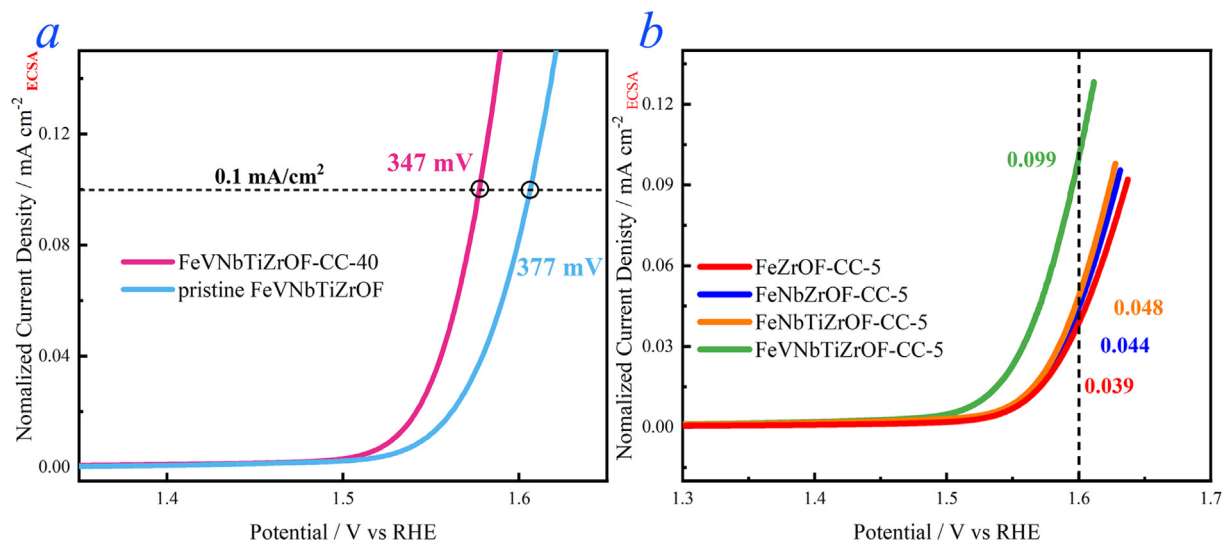 a
Nomalized Current Density / mA cm⁻² ECSA
0.12
0.08
0.04
0.00
347 mV
0.1 mA/cm²
377 mV
FeVNbTiZrOF-CC-40
pristine FeVNbTiZrOF
1.4
1.5
1.6
Potential / V vs RHE
b
Nomalized Current Denisty / mA cm⁻² ECSA
0.12
0.09
0.06
0.03
0.00
0.099
FeZrOF-CC-5
FeNbZrOF-CC-5
FeNbTiZrOF-CC-5
FeVNbTiZrOF-CC-5
0.048
0.044
0.039
1.3
1.4
1.5
1.6
1.7
Potential / V vs RHE